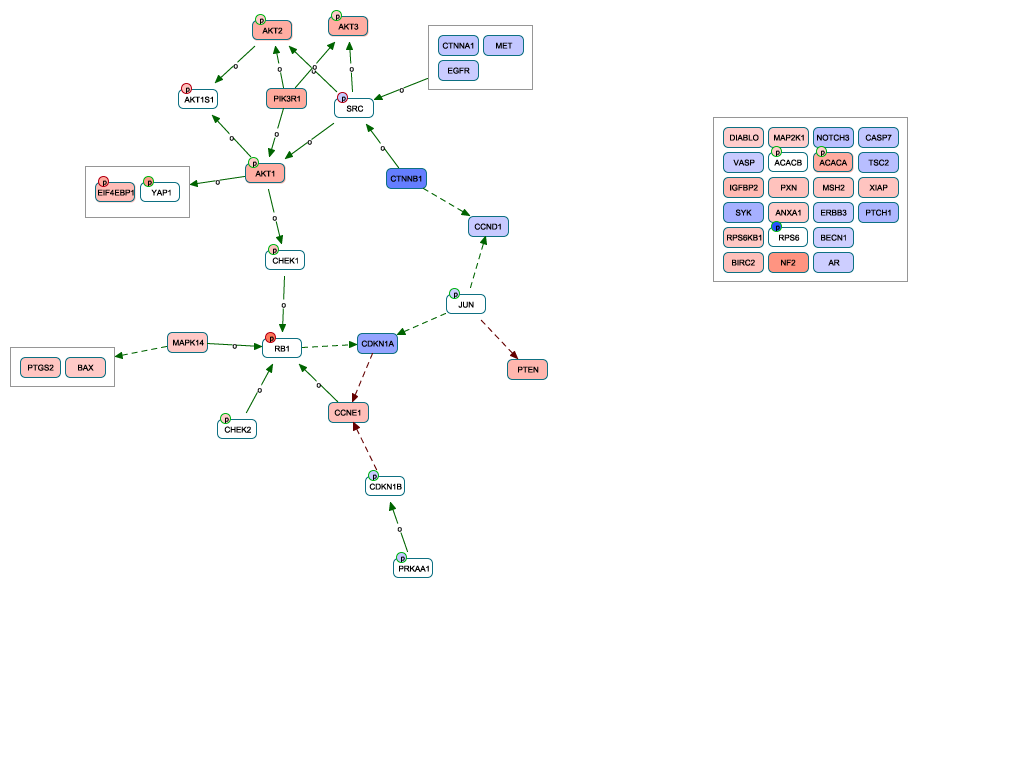 p p
AKT2 AKT3
CTNNA1 MET
EGFR
p p
AKT1S1 PIK3R1 SRC
DIABLO MAP2K1 NOTCH3 CASP7
p p
VASP ACACB ACACA TSC2
p
AKT1 CTNNB1
p p
EIF4EBP1 YAP1
IGFBP2 PXN MSH2 XIAP
SYK ANXA1 ERBB3 PTCH1
p
CCND1
RPS6KB1 RPS6 BECN1
p
CHEK1
BIRC2 NF2 AR
p
JUN
p
MAPK14 RB1 CDKN1A
PTGS2 BAX PTEN
CCNE1
p
CHEK2
p
CDKN1B
p
PRKAA1